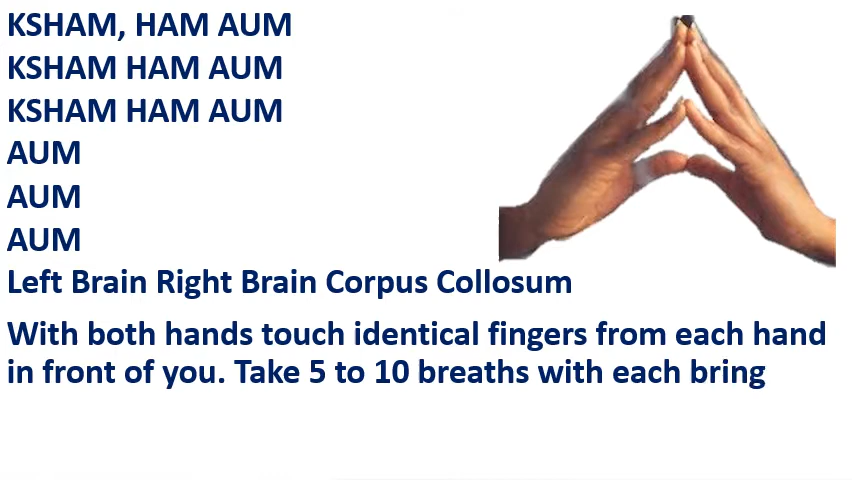 KSHAM, HAM AUM
KSHAM HAM AUM
KSHAM HAM AUM
AUM
AUM
AUM
Left Brain Right Brain Corpus Collosum
With both hands touch identical fingers from each hand
in front of you. Take 5 to 10 breaths with each bring